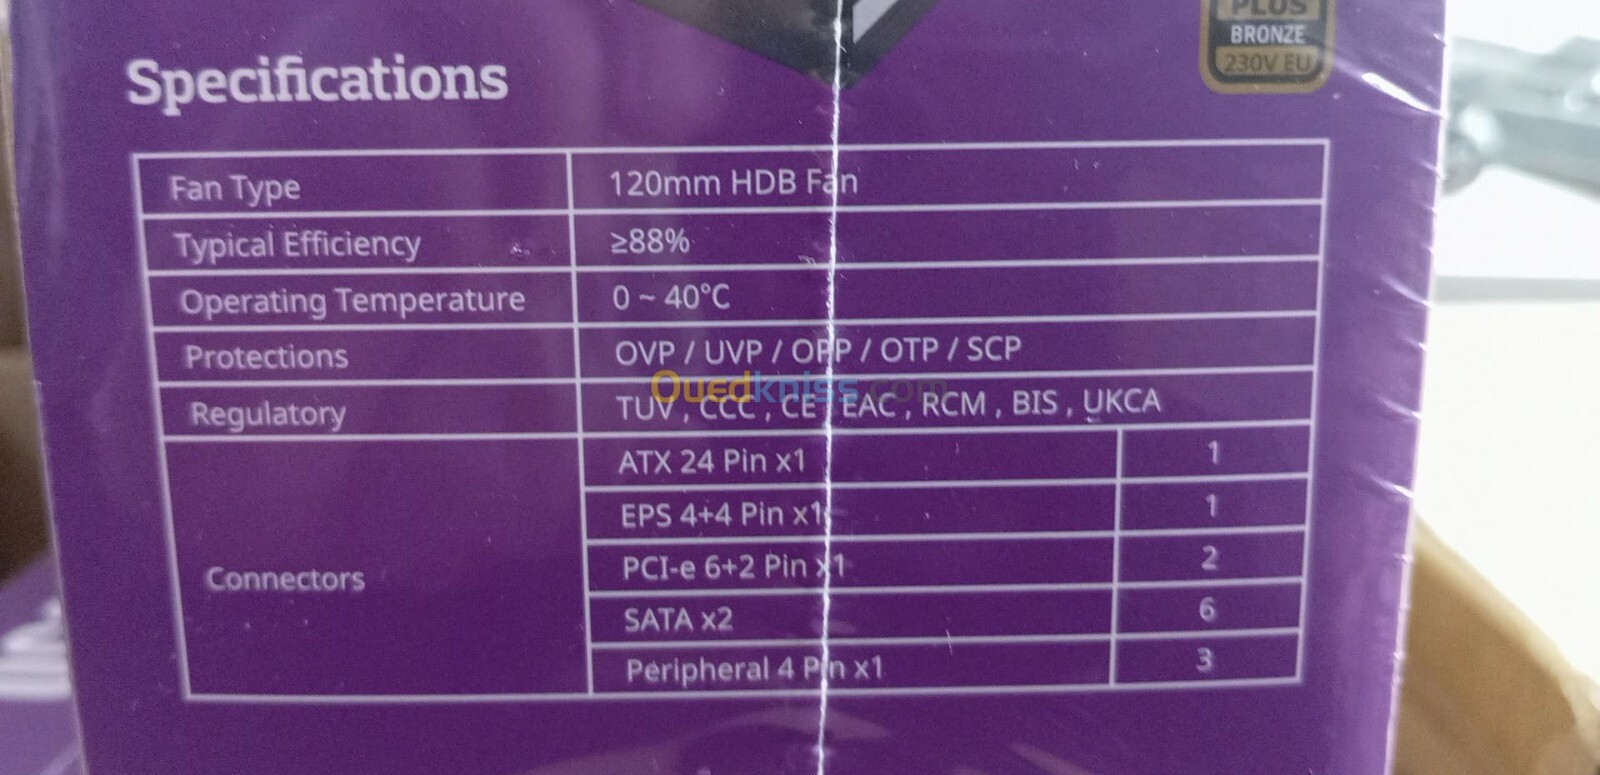 PLUS
BRONZE
230V EU
Specifications
Fan Type 120mm HDB Fan
Typical Efficiency ≥88%
Operating Temperature 0 ~ 40°C
Protections OVP / UVP / OPP / OTP / SCP
Ouedkniss.com
Regulatory TUV , CCC , CE , EAC , RCM , BIS , UKCA
ATX 24 Pin x1 1
EPS 4+4 Pin x1 1
PCI-e 6+2 Pin x1 2
Connectors
SATA x2 6
Peripheral 4 Pin x1 3